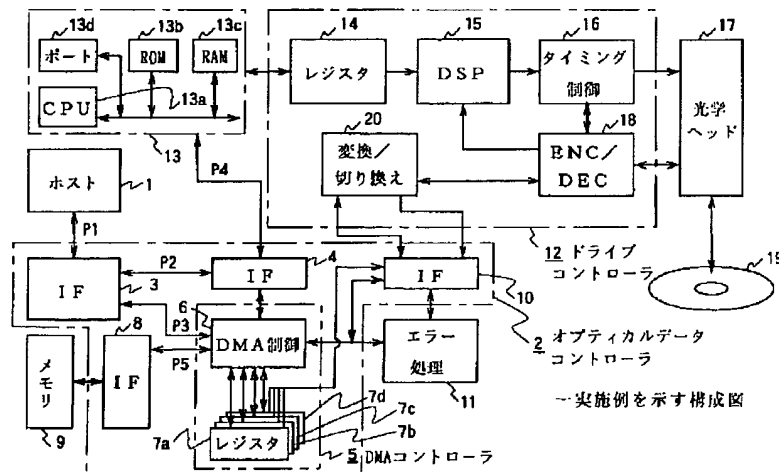 13d
13b
13c
ポート
ROM
RAM
CPU
13a
13
14
レジスタ
15
DSP
16
タイミング
制御
17
光学
ヘッド
20
変換/
切り換え
18
ENC/
DEC
12 ドライブ
コントローラ
19
ホスト
1
P1
P4
IF
3
P2
IF
4
P3
IF
10
2 オプティカルデータ
コントローラ
6
DMA制御
8
IF
P5
メモリ
9
エラー
処理
11
7a
レジスタ
7d
7c
7b
5 DMAコントローラ
一実施例を示す構成図